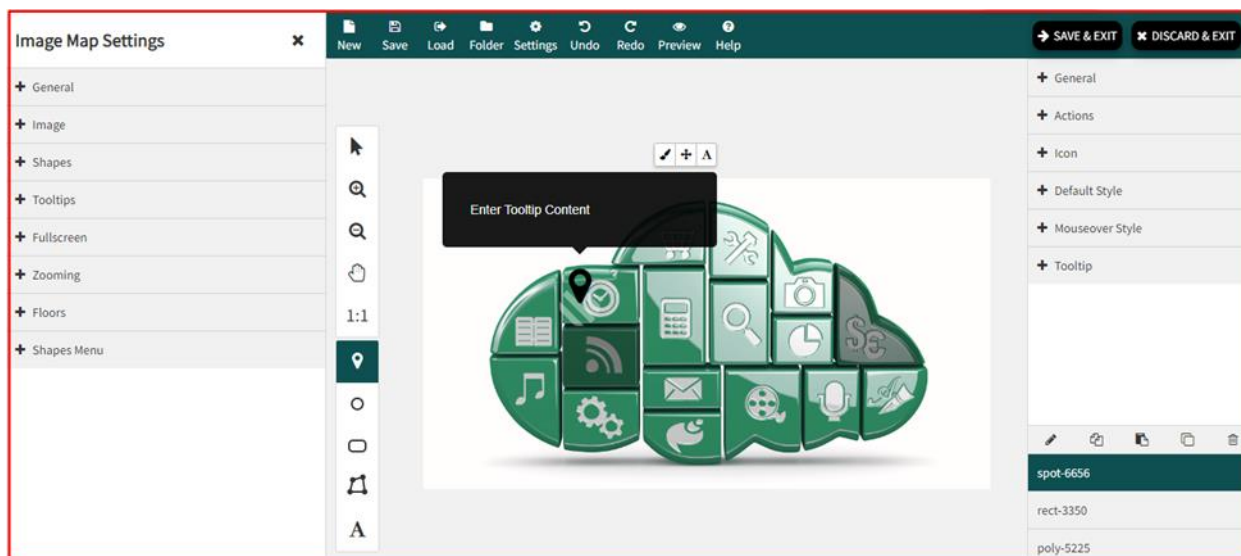 Image Map Settings
New Save Load Folder Settings Undo Redo Preview Help
SAVE & EXIT
DISCARD & EXIT
General
Image
Shapes
Tooltips
Fullscreen
Zooming
Floors
Shapes Menu
1:1
A
A
Enter Tooltip Content
General
Actions
Icon
Default Style
Mouseover Style
Tooltip
spot-6656
rect-3350
poly-5225